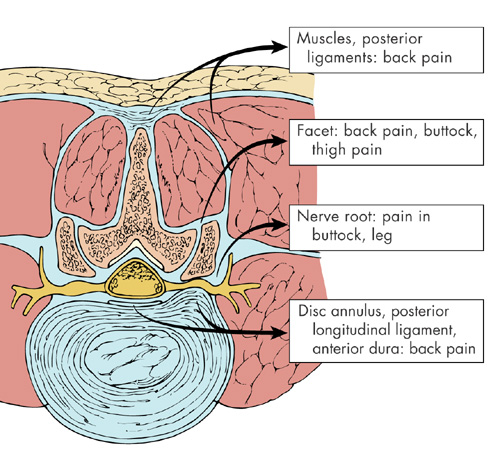 Muscles, posterior
ligaments: back pain
Facet: back pain, buttock,
thigh pain
Nerve root: pain in
buttock, leg
Disc annulus, posterior
longitudinal ligament,
anterior dura: back pain